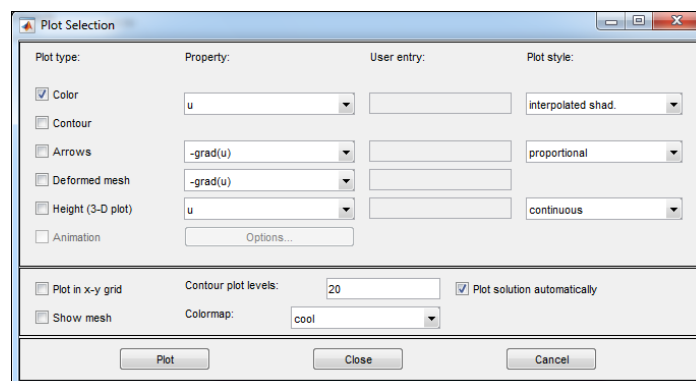 Plot Selection
Plot type: Property: User entry: Plot style:
Color u interpolated shad.
Contour
Arrows -grad(u) proportional
Deformed mesh -grad(u)
Height (3-D plot) u continuous
Animation Options...
Plot in x-y grid Contour plot levels: 20 Plot solution automatically
Show mesh Colormap: cool
Plot Close Cancel